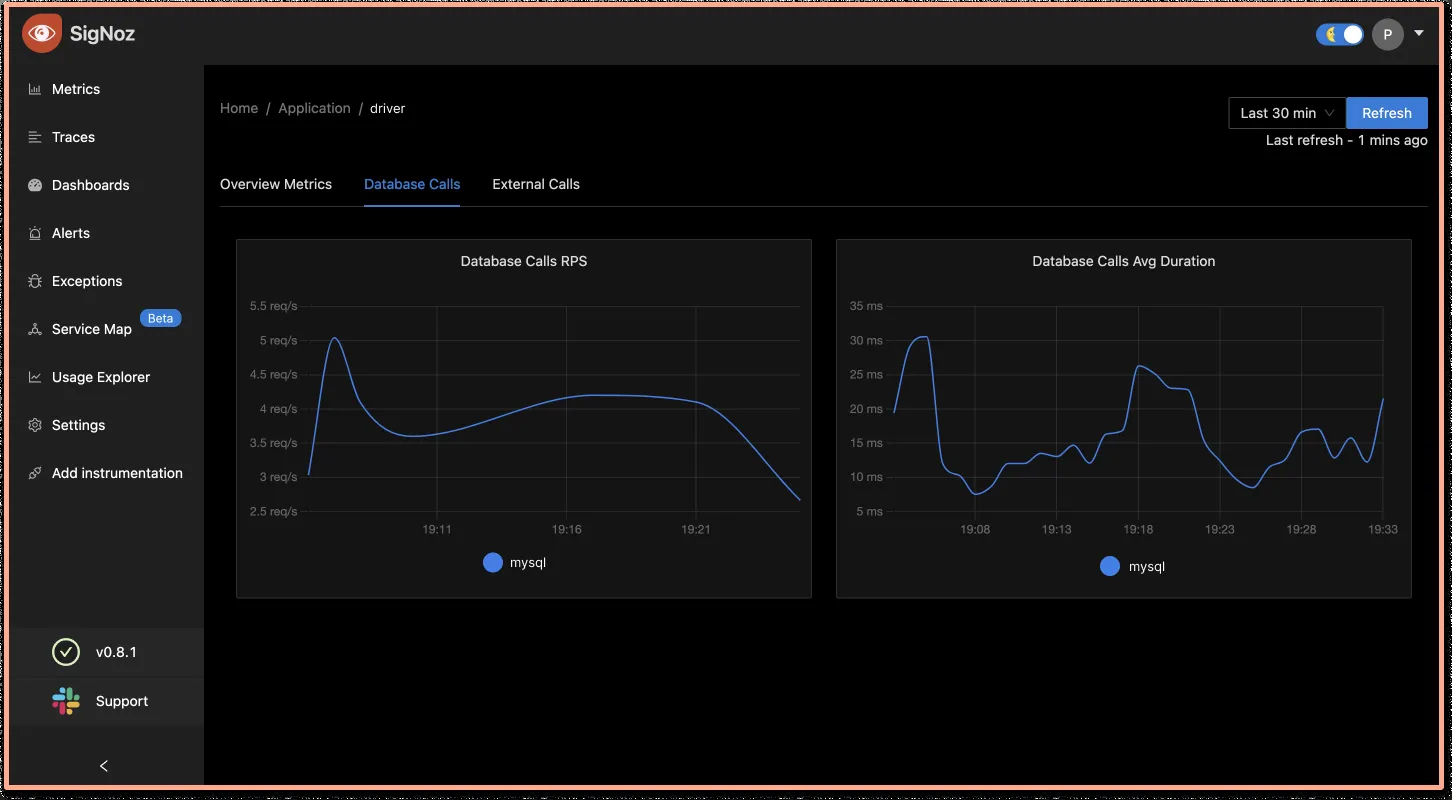 SigNoz
P
Metrics
Traces
Dashboards
Alerts
Exceptions
Service Map
Beta
Usage Explorer
Settings
Add instrumentation
v0.8.1
Support
Home / Application / driver
Last 30 min
Refresh
Last refresh - 1 mins ago
Overview Metrics
Database Calls
External Calls
Database Calls RPS
5.5 req/s
5 req/s
4.5 req/s
4 req/s
3.5 req/s
3 req/s
2.5 req/s
19:11 19:16 19:21
mysql
Database Calls Avg Duration
35 ms
30 ms
25 ms
20 ms
15 ms
10 ms
5 ms
19:08 19:13 19:18 19:23 19:28 19:33
mysql